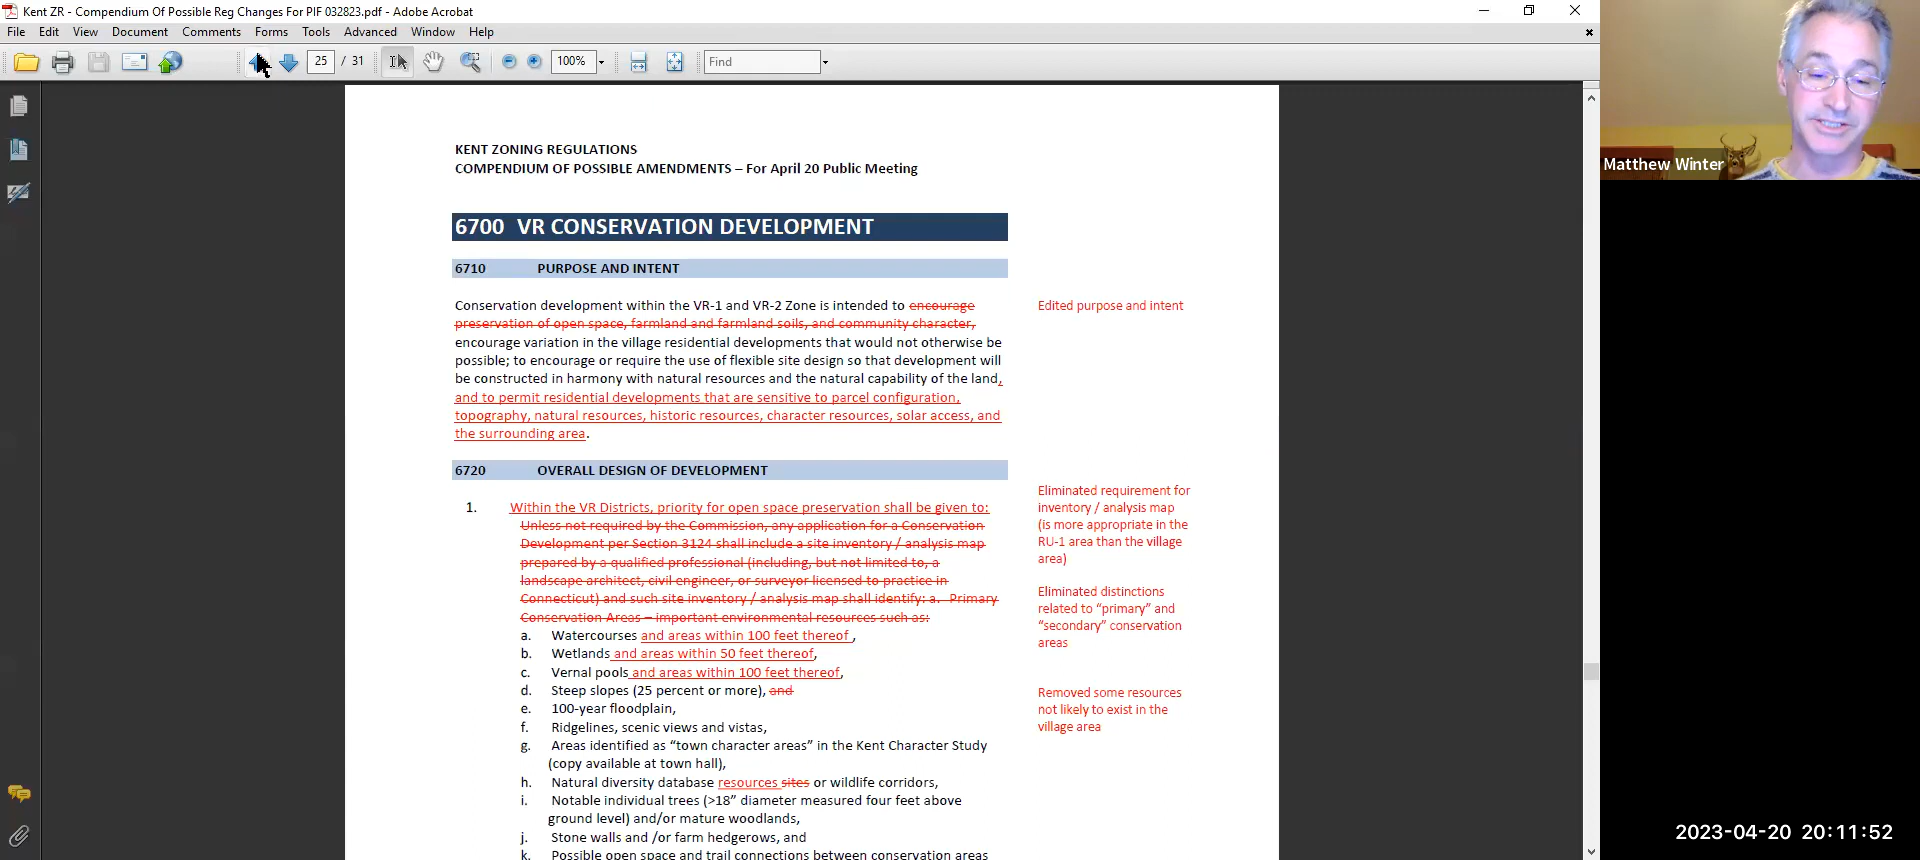 Kent ZR - Compendium Of Possible Reg Changes For PIF 032823.pdf - Adobe Acrobat
File Edit View Document Comments Forms Tools Advanced Window Help
25 / 31 100% Find
KENT ZONING REGULATIONS
COMPENDIUM OF POSSIBLE AMENDMENTS – For April 20 Public Meeting
6700 VR CONSERVATION DEVELOPMENT
6710 PURPOSE AND INTENT
Conservation development within the VR-1 and VR-2 Zone is intended to encourage
preservation of open space, farmland and farmland soils, and community character,
encourage variation in the village residential developments that would not otherwise be
possible; to encourage or require the use of flexible site design so that development will
be constructed in harmony with natural resources and the natural capability of the land,
and to permit residential developments that are sensitive to parcel configuration,
topography, natural resources, historic resources, character resources, solar access, and
the surrounding area.
Edited purpose and intent
6720 OVERALL DESIGN OF DEVELOPMENT
1. Within the VR Districts, priority for open space preservation shall be given to:
Unless not required by the Commission, any application for a Conservation
Development per Section 3124 shall include a site inventory / analysis map
prepared by a qualified professional (including, but not limited to, a
landscape architect, civil engineer, or surveyor licensed to practice in
Connecticut) and such site inventory / analysis map shall identify: a. Primary
Conservation Areas – important environmental resources such as:
a. Watercourses and areas within 100 feet thereof ,
b. Wetlands and areas within 50 feet thereof,
c. Vernal pools and areas within 100 feet thereof,
d. Steep slopes (25 percent or more), and
e. 100-year floodplain,
f. Ridgelines, scenic views and vistas,
g. Areas identified as “town character areas” in the Kent Character Study
(copy available at town hall),
h. Natural diversity database resources sites or wildlife corridors,
i. Notable individual trees (>18” diameter measured four feet above
ground level) and/or mature woodlands,
j. Stone walls and /or farm hedgerows, and
k. Possible open space and trail connections between conservation areas
Eliminated requirement for
inventory / analysis map
(is more appropriate in the
RU-1 area than the village
area)
Eliminated distinctions
related to “primary” and
“secondary” conservation
areas
Removed some resources
not likely to exist in the
village area
Matthew Winter
2023-04-20 20:11:52